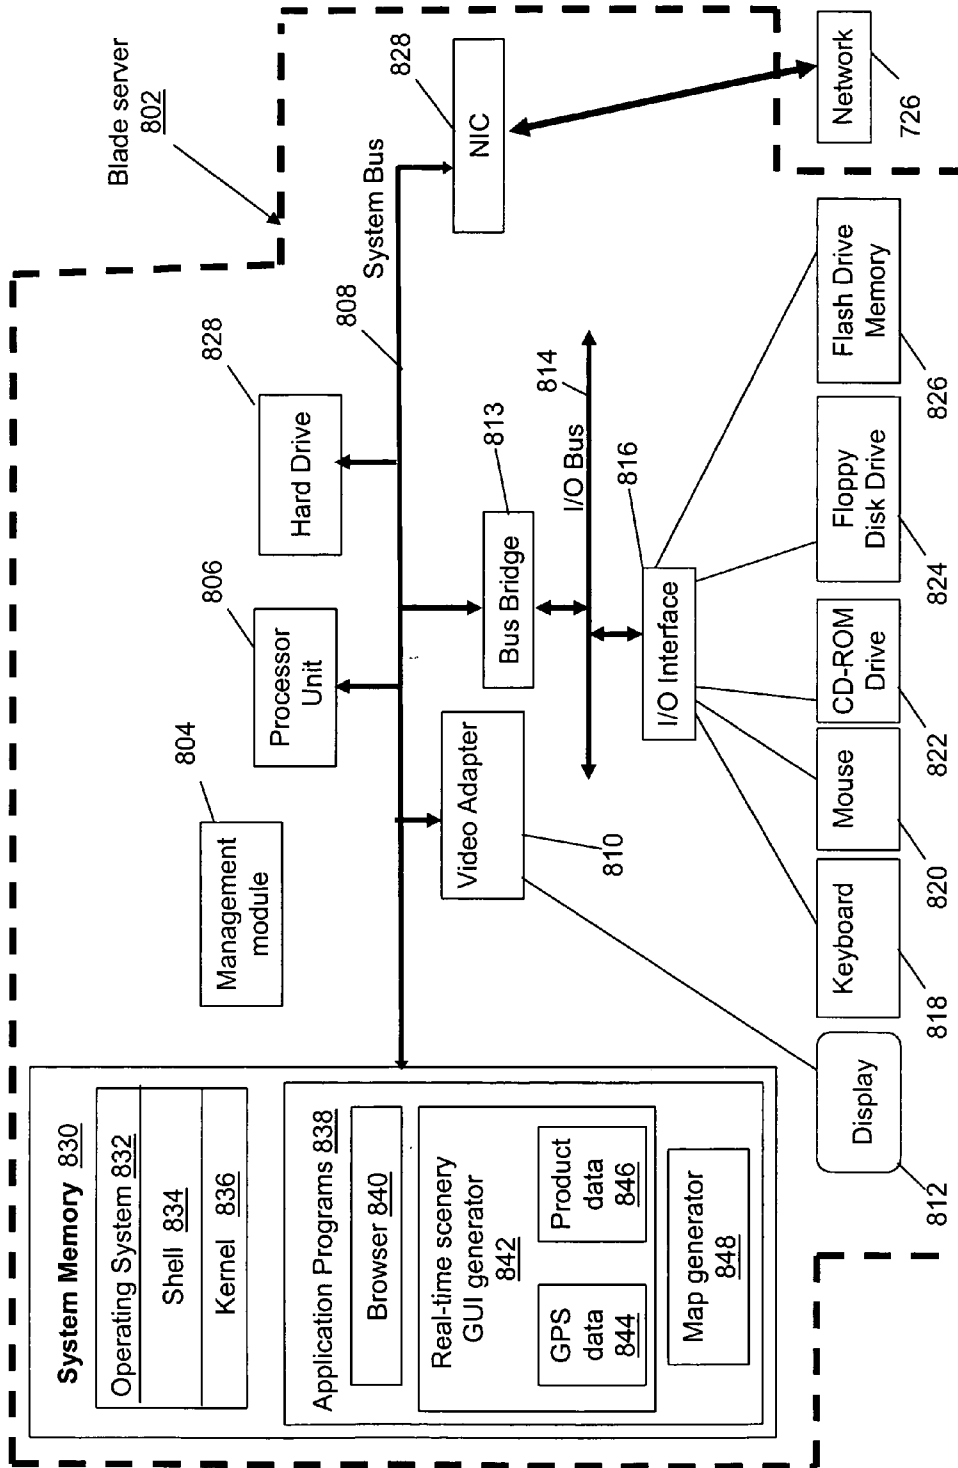 Blade server
802
System Memory 830
Operating System 832
Shell 834
Kernel 836
Application Programs 838
Browser 840
Real-time scenery
GUI generator
842
GPS
data
844
Product
data
846
Map generator
848
Management
module
804
Processor
Unit
806
Hard Drive
828
System Bus
808
Video Adapter
810
Bus Bridge
813
NIC
828
I/O Bus
814
I/O Interface
816
Display
812
Keyboard
818
Mouse
820
CD-ROM
Drive
822
Floppy
Disk Drive
824
Flash Drive
Memory
826
Network
726